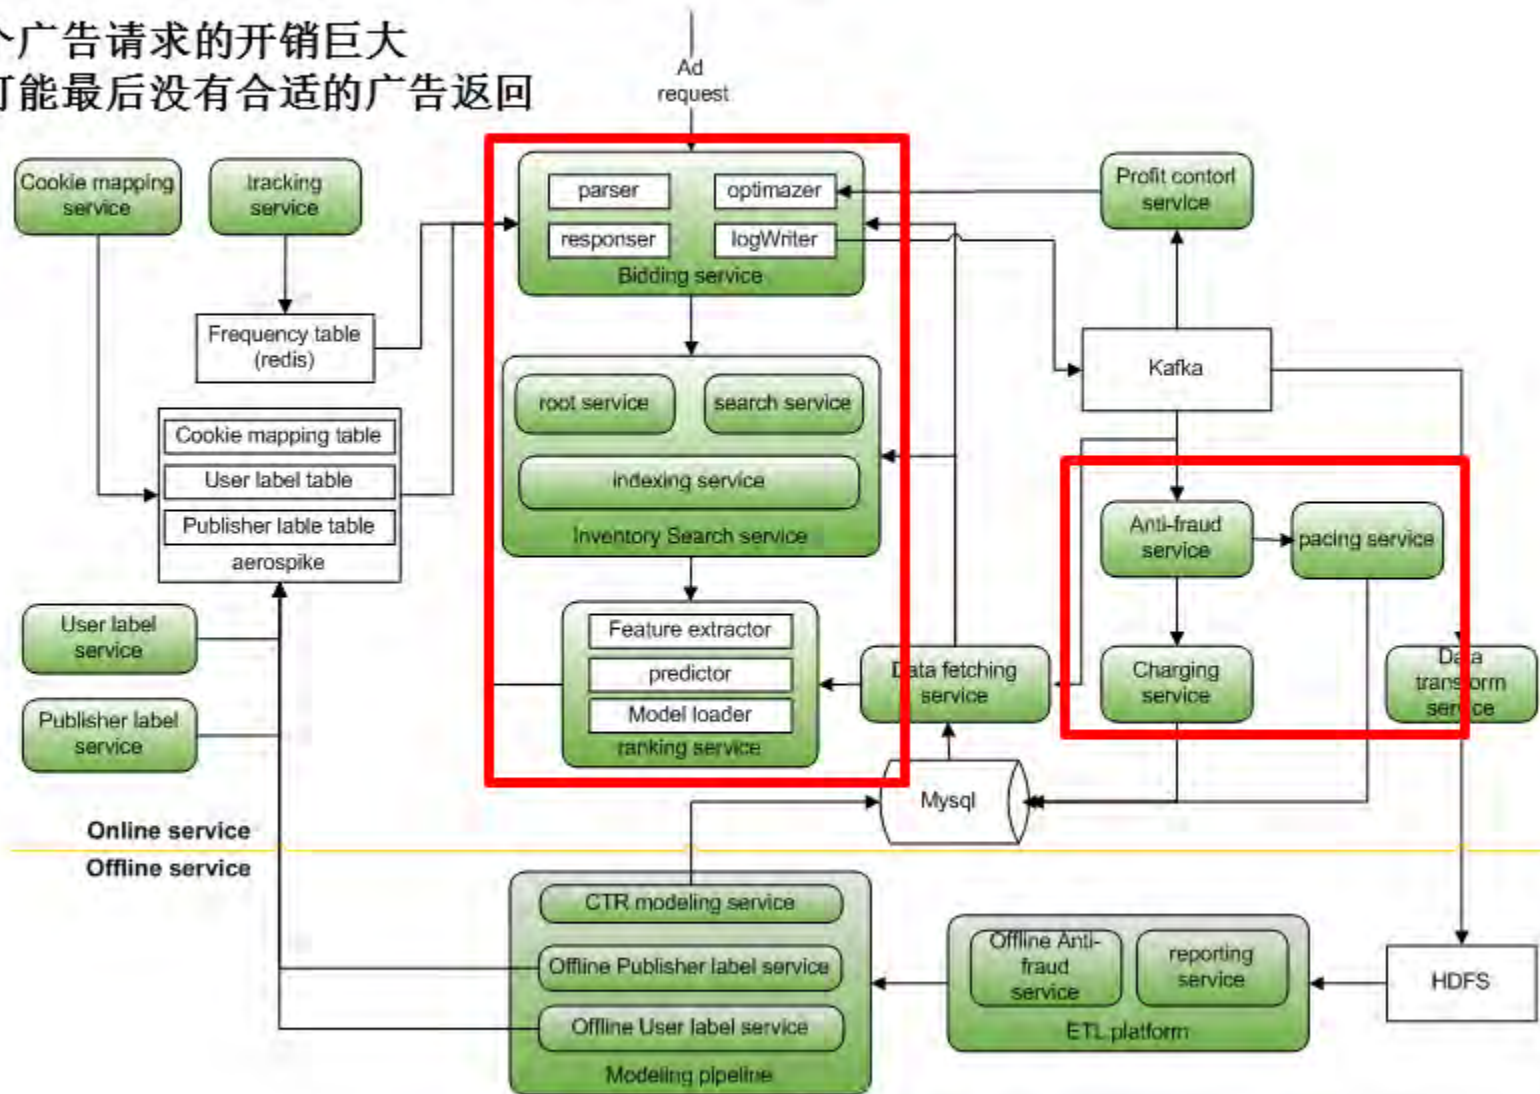 个广告请求的开销巨大
可能最后没有合适的广告返回
Ad
request
Cookie mapping
service
tracking
service
parser
optimazer
responser
logWriter
Bidding service
Profit contorl
service
Frequency table
(redis)
Kafka
root service
search service
indexing service
Inventory Search service
Cookie mapping table
User label table
Publisher lable table
aerospike
Anti-fraud
service
pacing service
User label
service
Publisher label
service
Feature extractor
predictor
Model loader
ranking service
Data fetching
service
Charging
service
Data
transform
service
Mysql
Online service
Offline service
CTR modeling service
Offline Publisher label service
Offline User label service
Modeling pipeline
Offline Anti-
fraud
service
reporting
service
ETL platform
HDFS